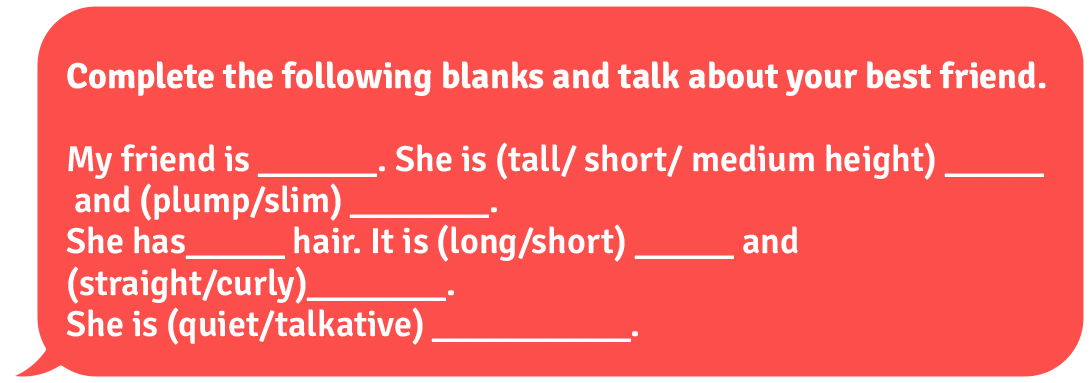 Complete the following blanks and talk about your best friend.
My friend is _______. She is (tall/ short/ medium height) ______
and (plump/slim) ________.
She has______ hair. It is (long/short) ______ and
(straight/curly)________.
She is (quiet/talkative) ____________.